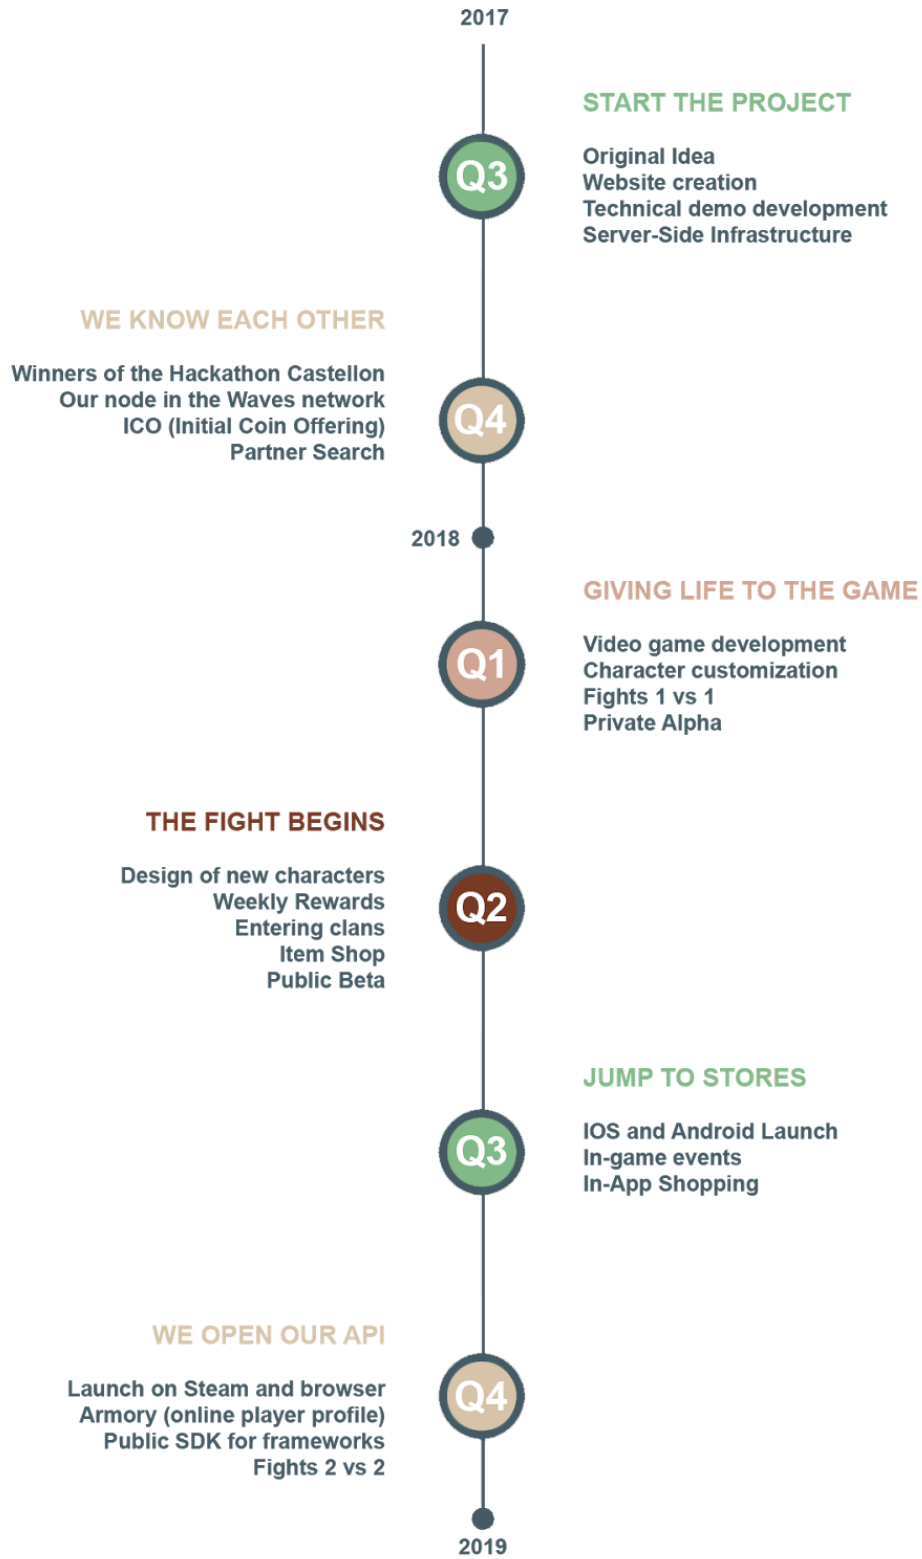 2017
START THE PROJECT
Q3
Original Idea
Website creation
Technical demo development
Server-Side Infrastructure
WE KNOW EACH OTHER
Winners of the Hackathon Castellon
Our node in the Waves network
ICO (Initial Coin Offering)
Partner Search
Q4
2018
GIVING LIFE TO THE GAME
Q1
Video game development
Character customization
Fights 1 vs 1
Private Alpha
THE FIGHT BEGINS
Design of new characters
Weekly Rewards
Entering clans
Item Shop
Public Beta
Q2
JUMP TO STORES
Q3
IOS and Android Launch
In-game events
In-App Shopping
WE OPEN OUR API
Launch on Steam and browser
Armory (online player profile)
Public SDK for frameworks
Fights 2 vs 2
Q4
2019